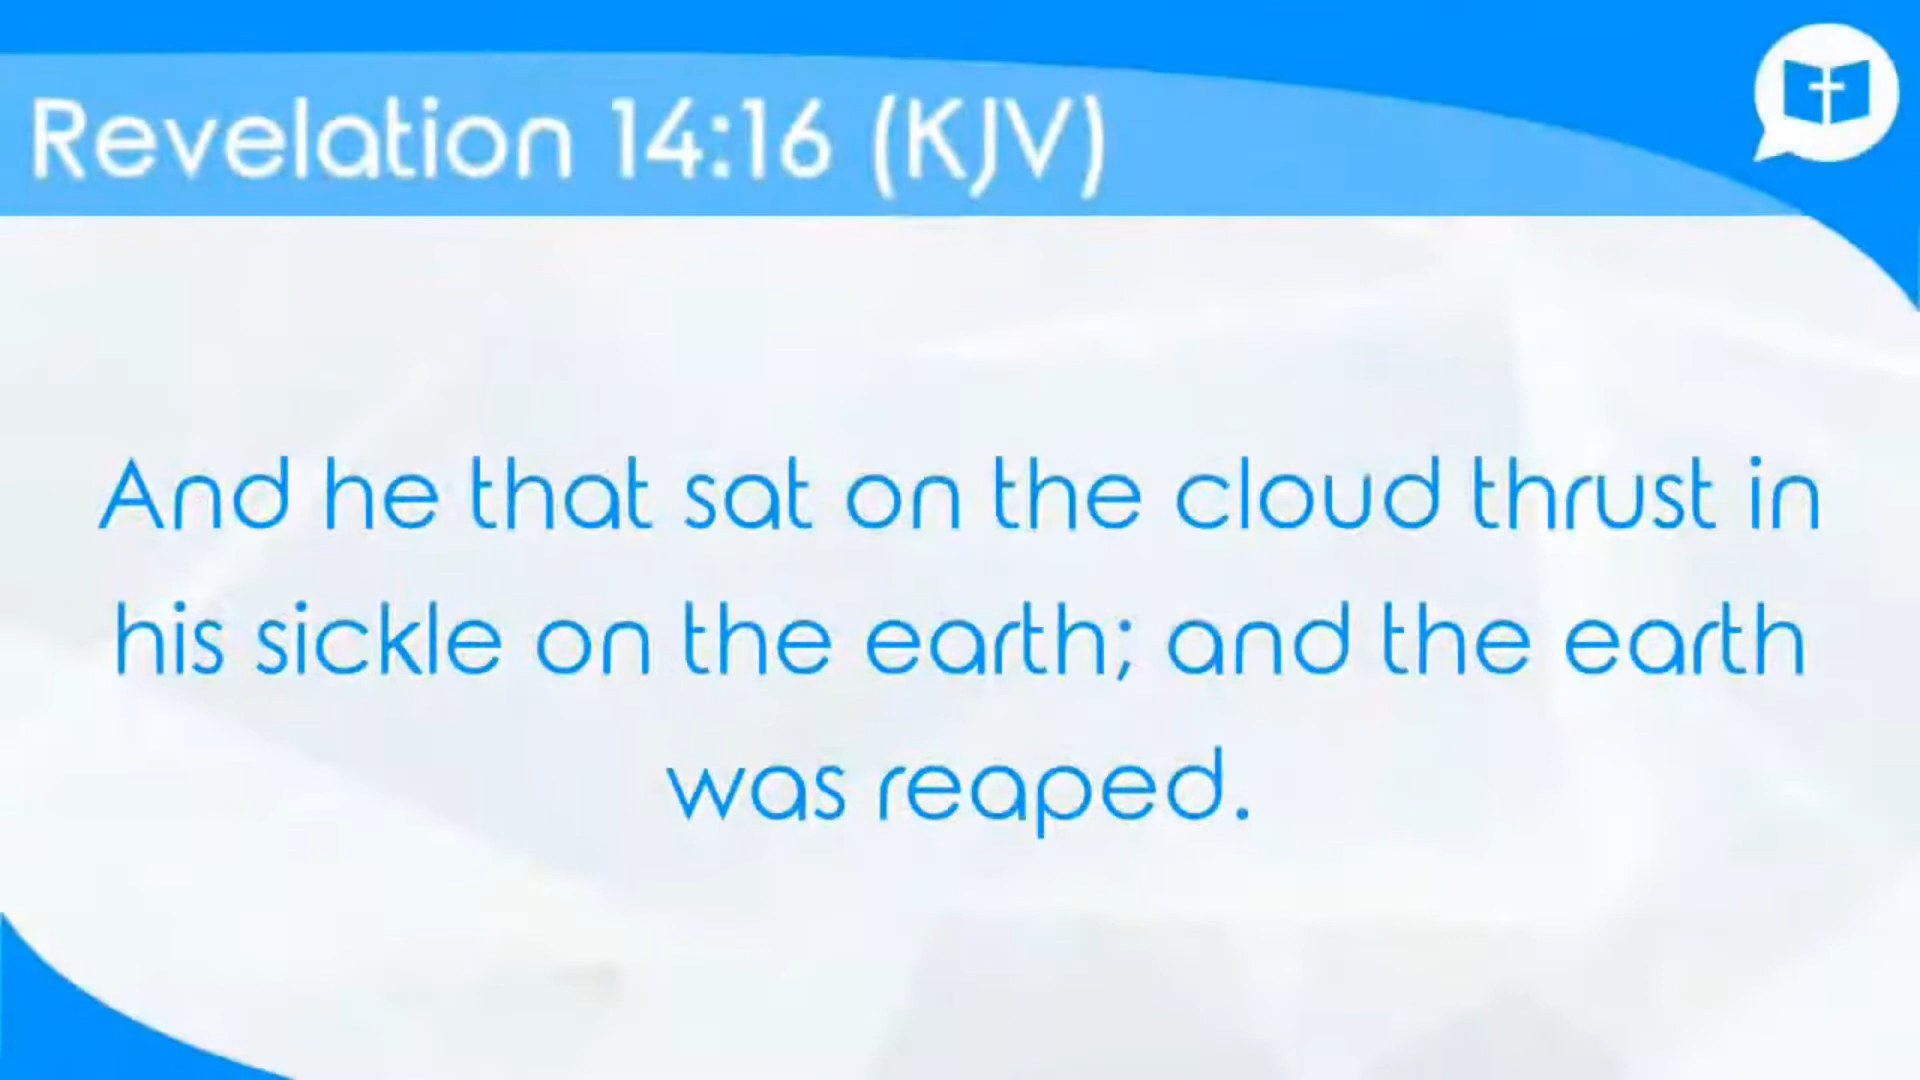 Revelation 14:16 (KJV)
And he that sat on the cloud thrust in
his sickle on the earth; and the earth
was reaped.